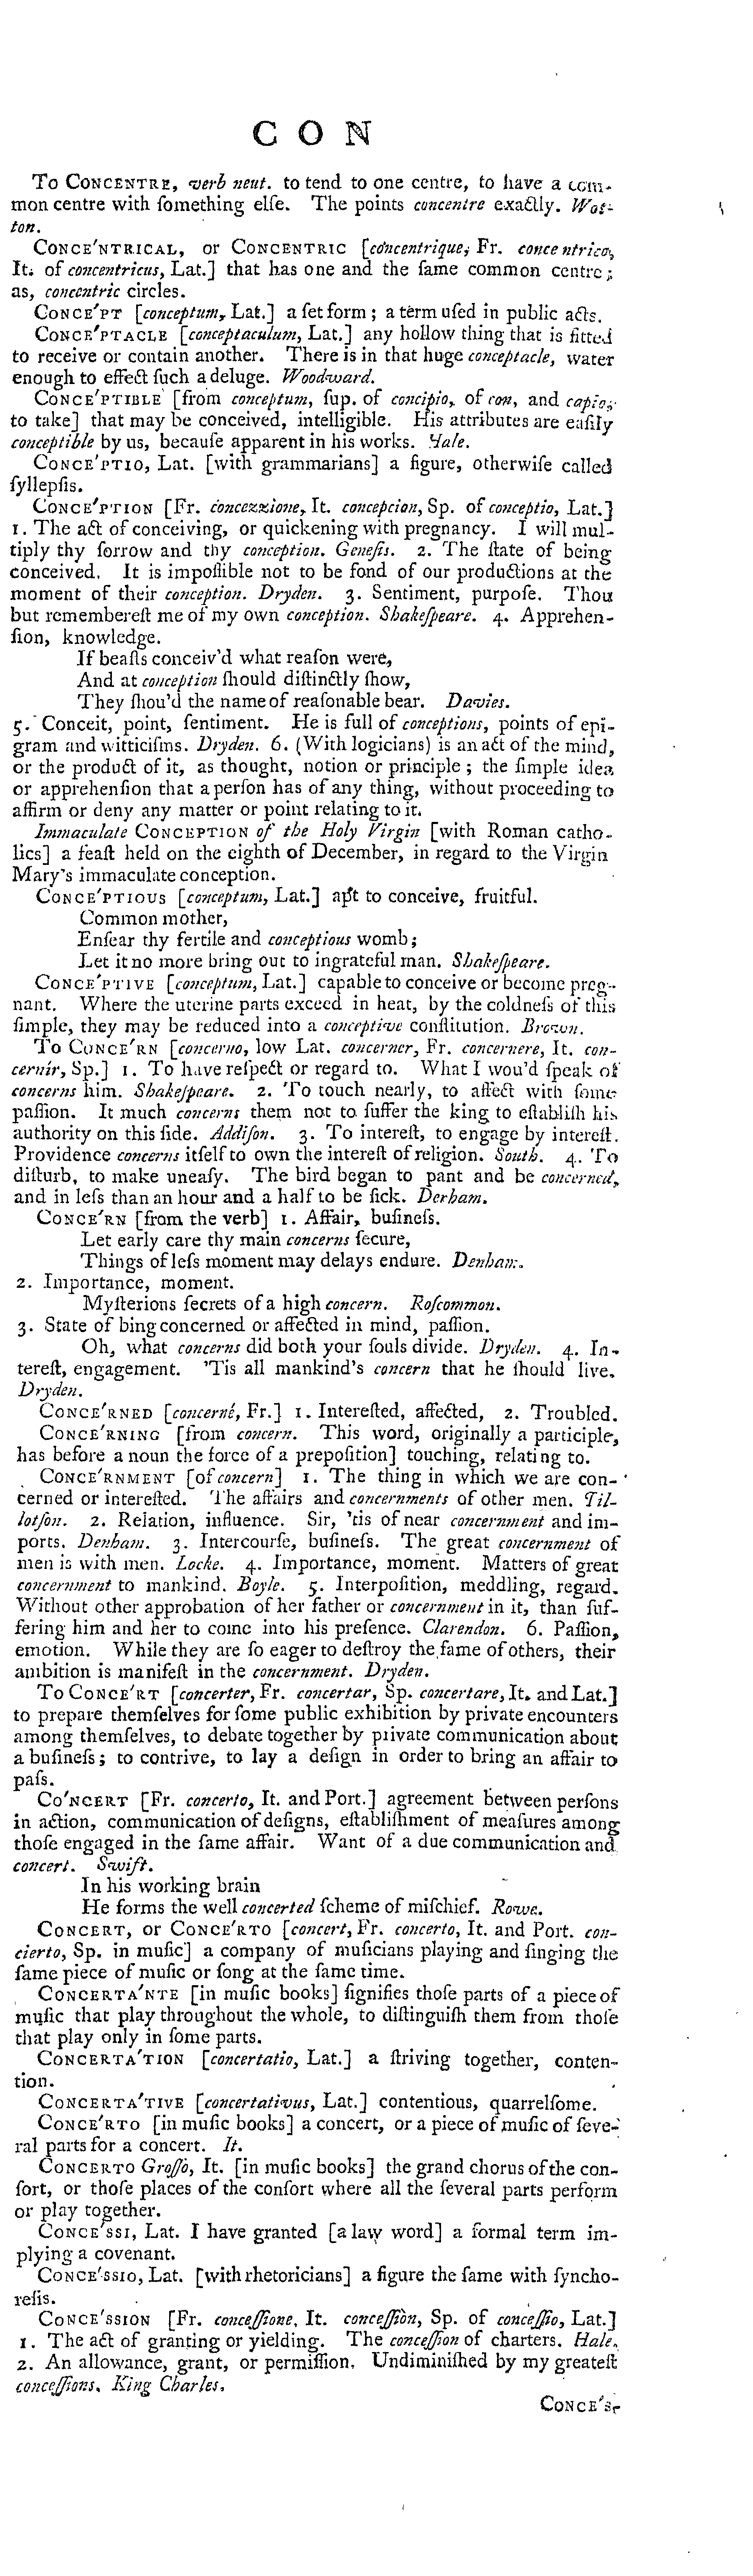 C O N
To CONCENTRE, verb neut. to tend to one centre, to have a com-
mon centre with ſomething elſe. The points concentre exactly. Wot-
ton.
CONCE'NTRICAL, or CONCENTRIC [concentrique, Fr. concentrico,
It. of concentricus, Lat.] that has one and the ſame common centre;
as, concentric circles.
CONCE'PT [conceptum, Lat.] a ſet form; a term uſed in public acts.
CONCE'PTACLE [conceptaculum, Lat.] any hollow thing that is fitted
to receive or contain another. There is in that huge conceptacle, water
enough to effect ſuch a deluge. Woodward.
CONCE'PTIBLE [from conceptum, ſup. of concipio, of con, and capio,
to take] that may be conceived, intelligible. His attributes are eaſily
conceptible by us, becauſe apparent in his works. Hale.
CONCE'PTIO, Lat. [with grammarians] a figure, otherwiſe called
ſyllepſis.
CONCE'PTION [Fr. concezzione, It. concepcion, Sp. of conceptio, Lat.]
1. The act of conceiving, or quickening with pregnancy. I will mul-
tiply thy ſorrow and thy conception. Geneſis. 2. The ſtate of being
conceived. It is impoſſible not to be fond of our productions at the
moment of their conception. Dryden. 3. Sentiment, purpoſe. Thou
but remembereſt me of my own conception. Shakeſpeare. 4. Apprehen-
ſion, knowledge.
If beaſts conceiv'd what reaſon were,
And at conception ſhould diſtinctly ſhow,
They ſhou'd the name of reaſonable bear. Davies.
5. Conceit, point, ſentiment. He is full of conceptions, points of epi-
gram and witticiſms. Dryden. 6. (With logicians) is an act of the mind,
or the product of it, as thought, notion or principle; the ſimple idea
or apprehenſion that a perſon has of any thing, without proceeding to
affirm or deny any matter or point relating to it.
Immaculate CONCEPTION of the Holy Virgin [with Roman catho-
lics] a feaſt held on the eighth of December, in regard to the Virgin
Mary's immaculate conception.
CONCE'PTIOUS [conceptum, Lat.] apt to conceive, fruitful.
Common mother,
Enſear thy fertile and conceptious womb;
Let it no more bring out to ingrateful man. Shakeſpeare.
CONCE'PTIVE [conceptum, Lat.] capable to conceive or become preg-
nant. Where the uterine parts exceed in heat, by the coldneſs of this
ſimple, they may be reduced into a conceptive conſtitution. Brown.
To CONCE'RN [concerno, low Lat. concerner, Fr. concernere, It. con-
cernir, Sp.] 1. To have reſpect or regard to. What I wou'd ſpeak of
concerns him. Shakeſpeare. 2. To touch nearly, to affect with ſome
paſſion. It much concerns them not to ſuffer the king to eſtabliſh his
authority on this ſide. Addiſon. 3. To intereſt, to engage by intereſt.
Providence concerns itſelf to own the intereſt of religion. South. 4. To
diſturb, to make uneaſy. The bird began to pant and be concerned,
and in leſs than an hour and a half to be ſick. Derham.
CONCE'RN [from the verb] 1. Affair, buſineſs.
Let early care thy main concerns ſecure,
Things of leſs moment may delays endure. Denham.
2. Importance, moment.
Myſterions ſecrets of a high concern. Roſcommon.
3. State of bing concerned or affected in mind, paſſion.
Oh, what concerns did both your ſouls divide. Dryden. 4. In-
tereſt, engagement. 'Tis all mankind's concern that he ſhould live.
Dryden.
CONCE'RNED [concerné, Fr.] 1. Intereſted, affected, 2. Troubled.
CONCE'RNING [from concern. This word, originally a participle,
has before a noun the force of a prepoſition] touching, relating to.
CONCE'RNMENT [of concern] 1. The thing in which we are con-
cerned or intereſted. The affairs and concernments of other men. Til-
lotſon. 2. Relation, influence. Sir, 'tis of near concernment and im-
ports. Denham. 3. Intercourſe, buſineſs. The great concernment of
men is with men. Locke. 4. Importance, moment. Matters of great
concernment to mankind. Boyle. 5. Interpoſition, meddling, regard.
Without other approbation of her father or concernment in it, than ſuf-
fering him and her to come into his preſence. Clarendon. 6. Paſſion,
emotion. While they are ſo eager to deſtroy the fame of others, their
ambition is manifeſt in the concernment. Dryden.
To CONCE'RT [concerter, Fr. concertar, Sp. concertare, It. and Lat.]
to prepare themſelves for ſome public exhibition by private encounters
among themſelves, to debate together by private communication about
a buſineſs; to contrive, to lay a deſign in order to bring an affair to
paſs.
CO'NCERT [Fr. concerto, It. and Port.] agreement between perſons
in action, communication of deſigns, eſtabliſhment of meaſures among
thoſe engaged in the ſame affair. Want of a due communication and
concert. Swift.
In his working brain
He forms the well concerted ſcheme of miſchief. Rowe.
CONCERT, or CONCE'RTO [concert, Fr. concerto, It. and Port. con-
cierto, Sp. in muſic] a company of muſicians playing and ſinging the
ſame piece of muſic or ſong at the ſame time.
CONCERTA'NTE [in muſic books] ſignifies thoſe parts of a piece of
muſic that play throughout the whole, to diſtinguiſh them from thoſe
that play only in ſome parts.
CONCERTA'TION [concertatio, Lat.] a ſtriving together, conten-
tion.
CONCERTA'TIVE [concertativus, Lat.] contentious, quarrelſome.
CONCE'RTO [in muſic books] a concert, or a piece of muſic of ſeve-
ral parts for a concert. It.
CONCERTO Groſſo, It. [in muſic books] the grand chorus of the con-
ſort, or thoſe places of the conſort where all the ſeveral parts perform
or play together.
CONCE'SSI, Lat. I have granted [a law word] a formal term im-
plying a covenant.
CONCE'SSIO, Lat. [with rhetoricians] a figure the ſame with ſyncho-
reſis.
CONCE'SSION [Fr. conceſſione, It. conceſſiòn, Sp. of conceſſio, Lat.]
1. The act of granting or yielding. The conceſſion of charters. Hale.
2. An allowance, grant, or permiſſion. Undiminiſhed by my greateſt
conceſſions. King Charles.
CONCE'S-